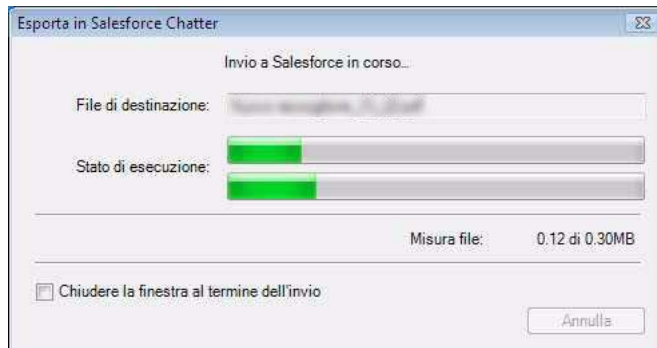 Esporta in Salesforce Chatter
Invio a Salesforce in corso...
File di destinazione:
Stato di esecuzione:
Misura file: 0.12 di 0.30MB
Chiudere la finestra al termine dell'invio
Annulla